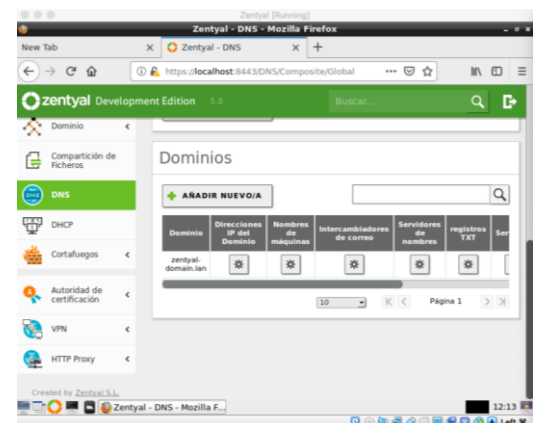 Zentyal [Running]
Zentyal - DNS - Mozilla Firefox
New Tab
Zentyal - DNS
https://localhost:8443/DNS/Composite/Global
zentyal Development Edition 5.0
Buscar...
Dominio
Compartición de
Ficheros
DNS
DHCP
Cortafuegos
Autoridad de
certificación
VPN
HTTP Proxy
Created by Zentyal S.L.
Dominios
AÑADIR NUEVO/A
Dominio
Direcciones
IP del
Dominio
Nombres
de
máquinas
Intercambiadores
de correo
Servidores
de
nombres
registros
TXT
Ser
zentyal-
domain.lan
10
Página 1
Zentyal - DNS - Mozilla F...
12:13
Left ⌘